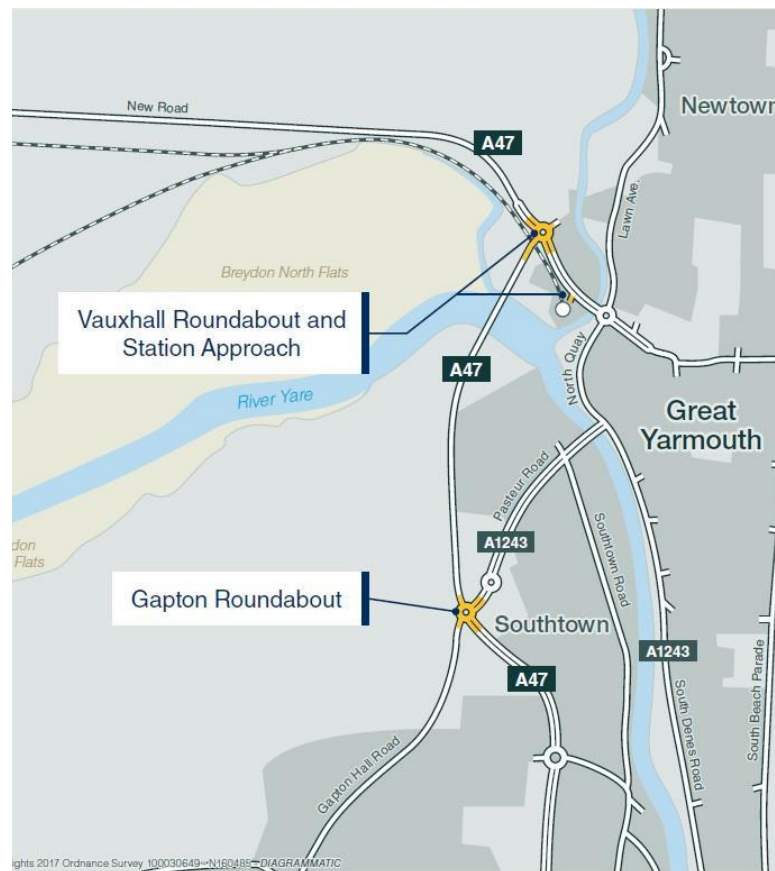 New Road
A47
Newtown
Lawn Ave.
Breydon North Flats
Vauxhall Roundabout and
Station Approach
A47
River Yare
North Quay
Great
Yarmouth
Pasteur Road
A1243
Southtown Road
don
Flats
Gapton Roundabout
Southtown
A1243
A47
South Denes Road
South Beach Parade
Gapton Hall Road
ights 2017 Ordnance Survey 100030649 - N160485 - DIAGRAMMATIC